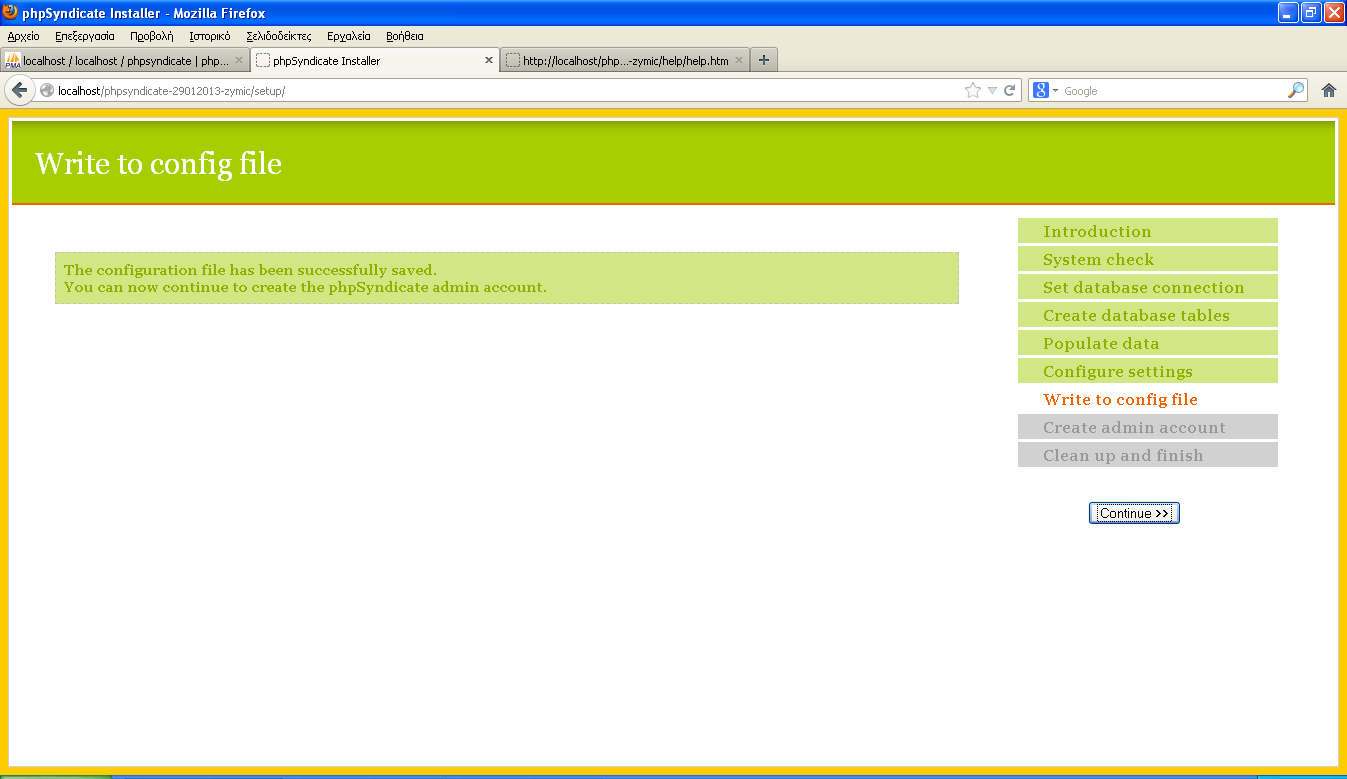 phpSyndicate Installer - Mozilla Firefox
Αρχείο Επεξεργασία Προβολή Ιστορικό Σελιδοδείκτες Εργαλεία Βοήθεια
PMA localhost / localhost / phpsyndicate | php... phpSyndicate Installer http://localhost/php...-zymic/help/help.htm
localhost/phpsyndicate-29012013-zymic/setup/ 8 Google
Write to config file
The configuration file has been successfully saved.
You can now continue to create the phpSyndicate admin account.
Introduction
System check
Set database connection
Create database tables
Populate data
Configure settings
Write to config file
Create admin account
Clean up and finish
Continue >>